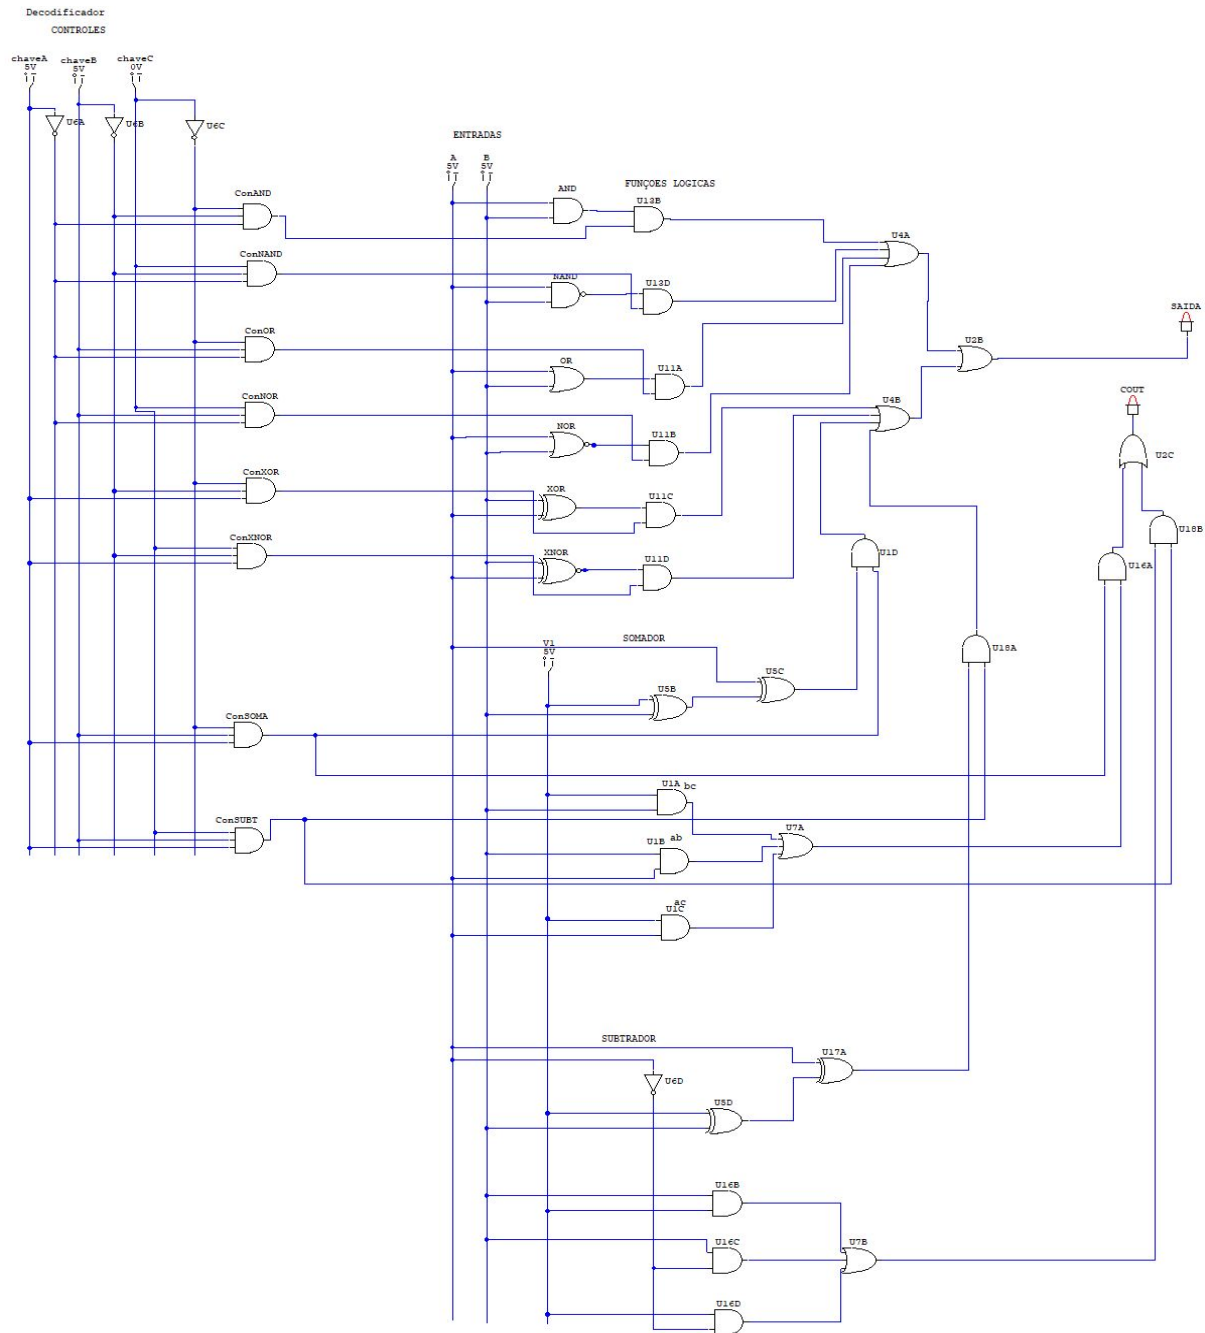 Decodificador
CONTROLES
chaveA
5V
chaveB
5V
chaveC
0V
U6A
U6B
U6C
ENTRADAS
A
5V
B
5V
FUNÇOES LOGICAS
ConAND
AND
U13B
U4A
ConNAND
NAND
U13D
SAIDA
ConOR
OR
U11A
U2B
COUT
ConNOR
NOR
U11B
U4B
U2C
ConXOR
XOR
U11C
U18B
ConXNOR
XNOR
U11D
U1D
U16A
SOMADOR
V1
5V
U18A
U5C
U5B
ConSOMA
U1A
bc
ConSUBT
U1B
ab
U7A
ac
U1C
SUBTRADOR
U17A
U6D
U5D
U16B
U16C
U7B
U16D